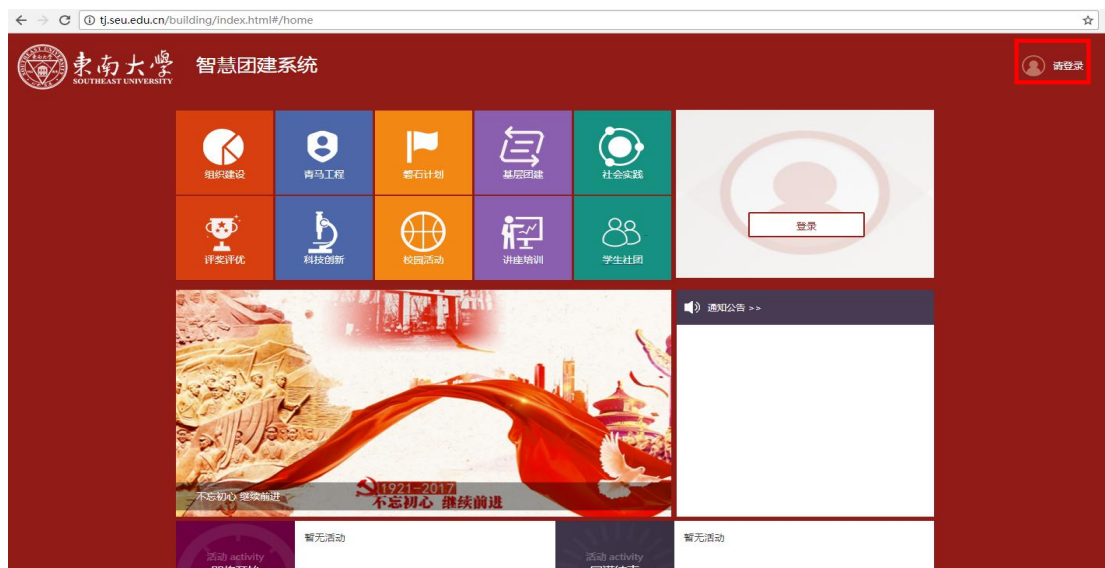 tj.seu.edu.cn/building/index.html#/home
東南大學
SOUTHEAST UNIVERSITY
智慧团建系统
请登录
组织建设
青马工程
磐石计划
基层团建
社会实践
评奖评优
科技创新
校园活动
讲座培训
学生社团
登录
通知公告 >>
不忘初心 继续前进
1921-2017
不忘初心 继续前进
活动 activity
暂无活动
活动 activity
暂无活动